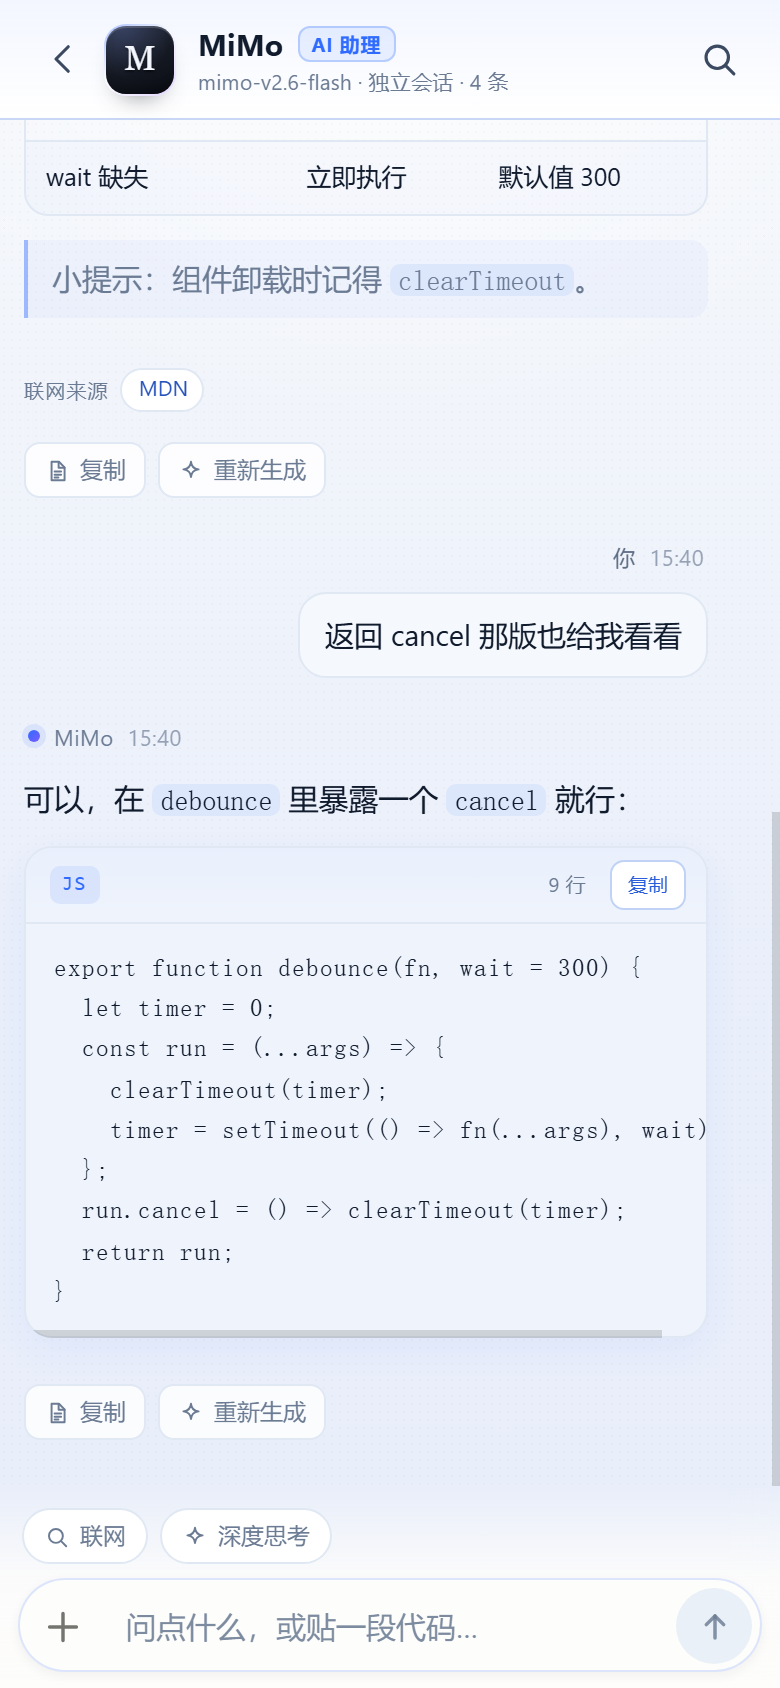 M
MiMo AI 助理
mimo-v2.6-flash · 独立会话 · 4 条
wait 缺失 立即执行 默认值 300
小提示：组件卸载时记得 clearTimeout。
联网来源 MDN
复制 重新生成
你 15:40
返回 cancel 那版也给我看看
MiMo 15:40
可以，在 debounce 里暴露一个 cancel 就行：
JS 9 行 复制
export function debounce(fn, wait = 300) {
  let timer = 0;
  const run = (...args) => {
    clearTimeout(timer);
    timer = setTimeout(() => fn(...args), wait)
  };
  run.cancel = () => clearTimeout(timer);
  return run;
}
复制 重新生成
联网 深度思考
问点什么，或贴一段代码...